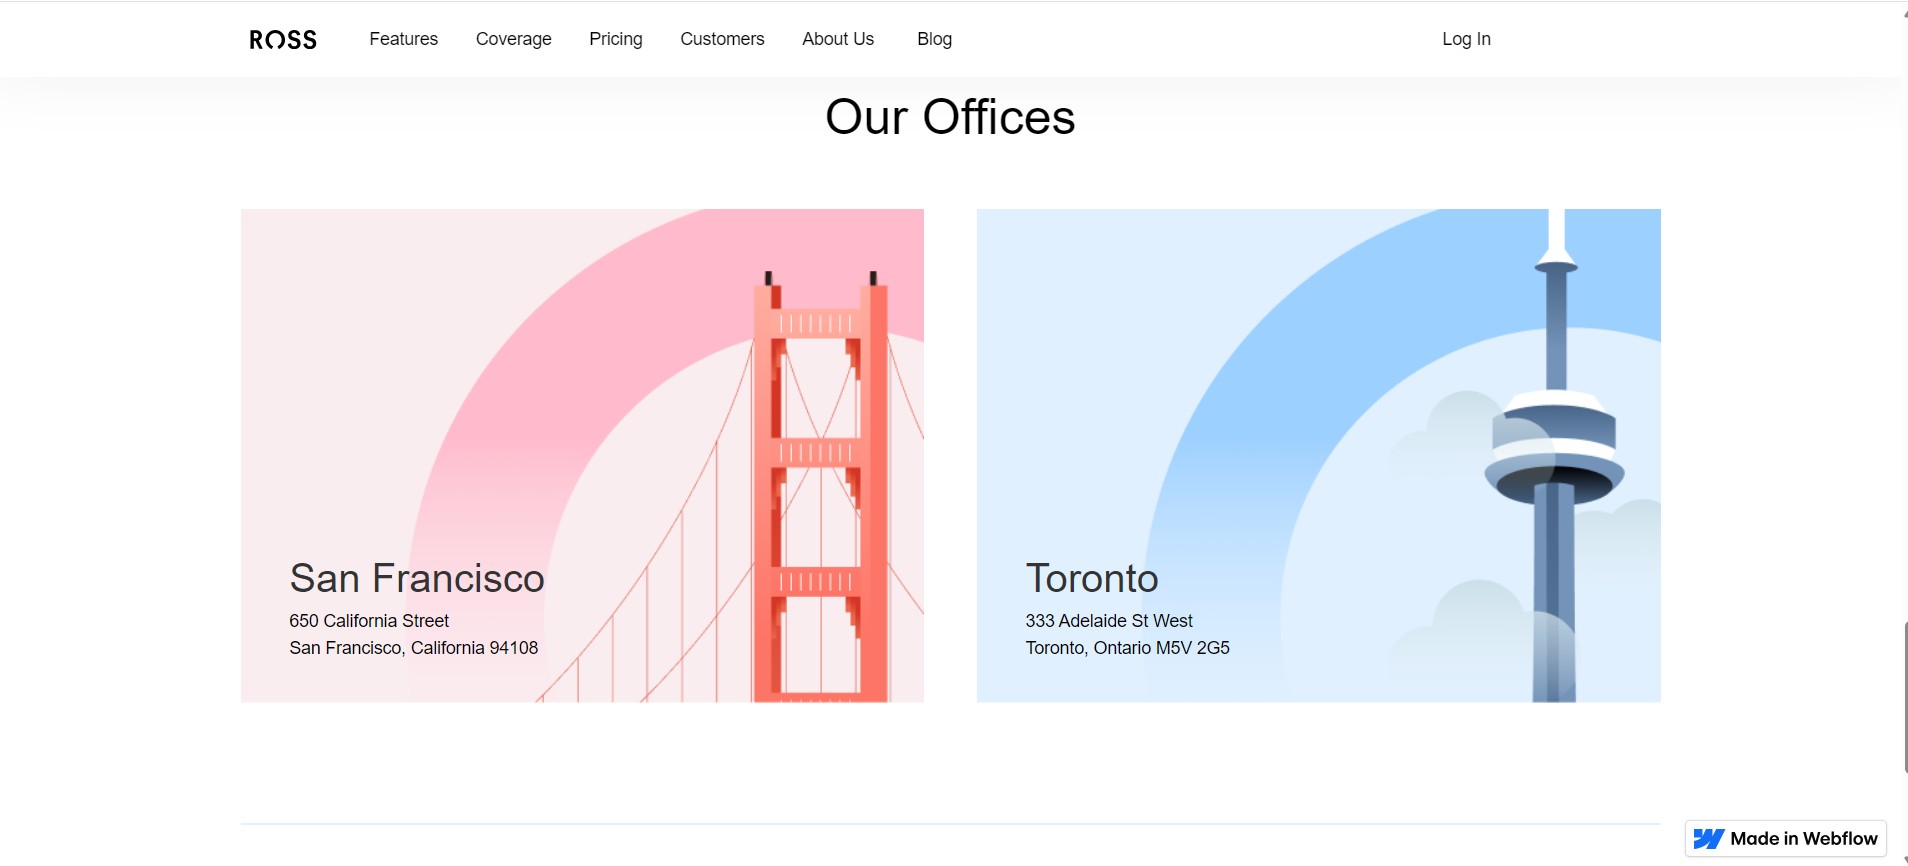 ROSS Features Coverage Pricing Customers About Us Blog Log In
Our Offices
San Francisco
650 California Street
San Francisco, California 94108
Toronto
333 Adelaide St West
Toronto, Ontario M5V 2G5
Made in Webflow